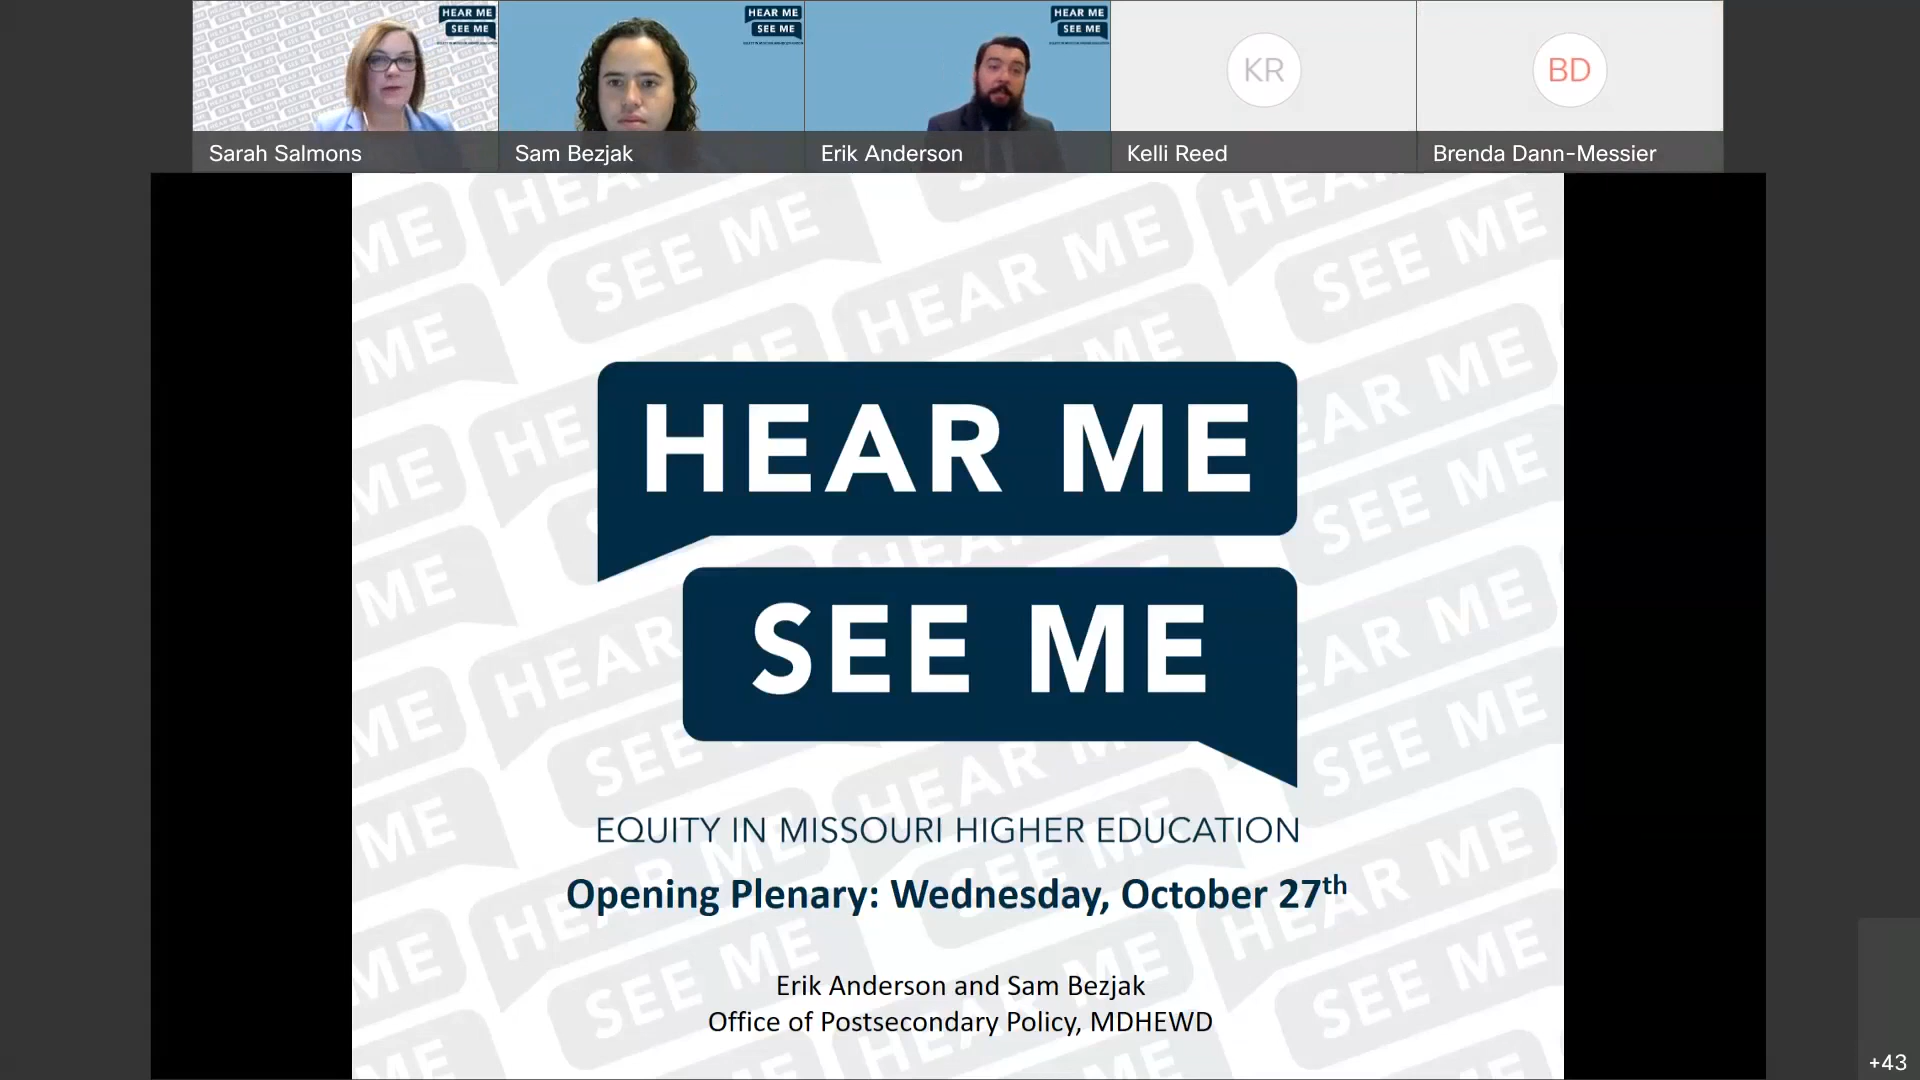 HEAR ME
SEE ME
HEAR ME
SEE ME
HEAR ME
SEE ME
KR
BD
Sarah Salmons
Sam Bezjak
Erik Anderson
Kelli Reed
Brenda Dann-Messier
HEAR ME
SEE ME
EQUITY IN MISSOURI HIGHER EDUCATION
Opening Plenary: Wednesday, October 27th
Erik Anderson and Sam Bezjak
Office of Postsecondary Policy, MDHEWD
+43